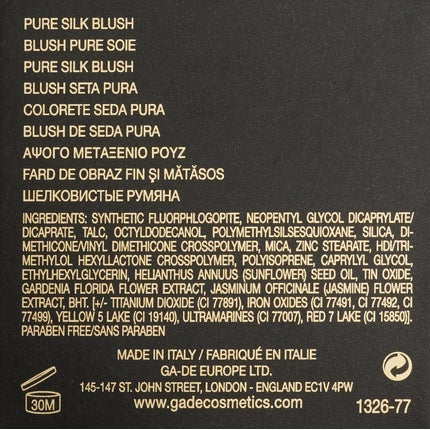 PURE SILK BLUSH
BLUSH PURE SOIE
PURE SILK BLUSH
BLUSH SETA PURA
COLORETE SEDA PURA
BLUSH DE SEDA PURA
ΑΨΟΓΟ ΜΕΤΑΞΕΝΙΟ ΡΟΥΖ
FARD DE OBRAZ FIN ŞI MĂTĂSOS
ШЕЛКОВИСТЫЕ РУМЯНА
INGREDIENTS: SYNTHETIC FLUORPHLOGOPITE, NEOPENTYL GLYCOL DICAPRYLATE/
DICAPRATE, TALC, OCTYLDODECANOL, POLYMETHYLSILSESQUIOXANE, SILICA, DI-
METHICONE/VINYL DIMETHICONE CROSSPOLYMER, MICA, ZINC STEARATE, HDI/TRI-
METHYLOL HEXYLLACTONE CROSSPOLYMER, POLYISOPRENE, CAPRYLYL GLYCOL,
ETHYLHEXYLGLYCERIN, HELIANTHUS ANNUUS (SUNFLOWER) SEED OIL, TIN OXIDE,
GARDENIA FLORIDA FLOWER EXTRACT, JASMINUM OFFICINALE (JASMINE) FLOWER
EXTRACT, BHT. [+/- TITANIUM DIOXIDE (CI 77891), IRON OXIDES (CI 77491, CI 77492, CI
77499), YELLOW 5 LAKE (CI 19140), ULTRAMARINES (CI 77007), RED 7 LAKE (CI 15850)].
PARABEN FREE/SANS PARABEN
MADE IN ITALY / FABRIQUÉ EN ITALIE
GA-DE EUROPE LTD.
145-147 ST. JOHN STREET, LONDON - ENGLAND EC1V 4PW
30M www.gadecosmetics.com 1326-77